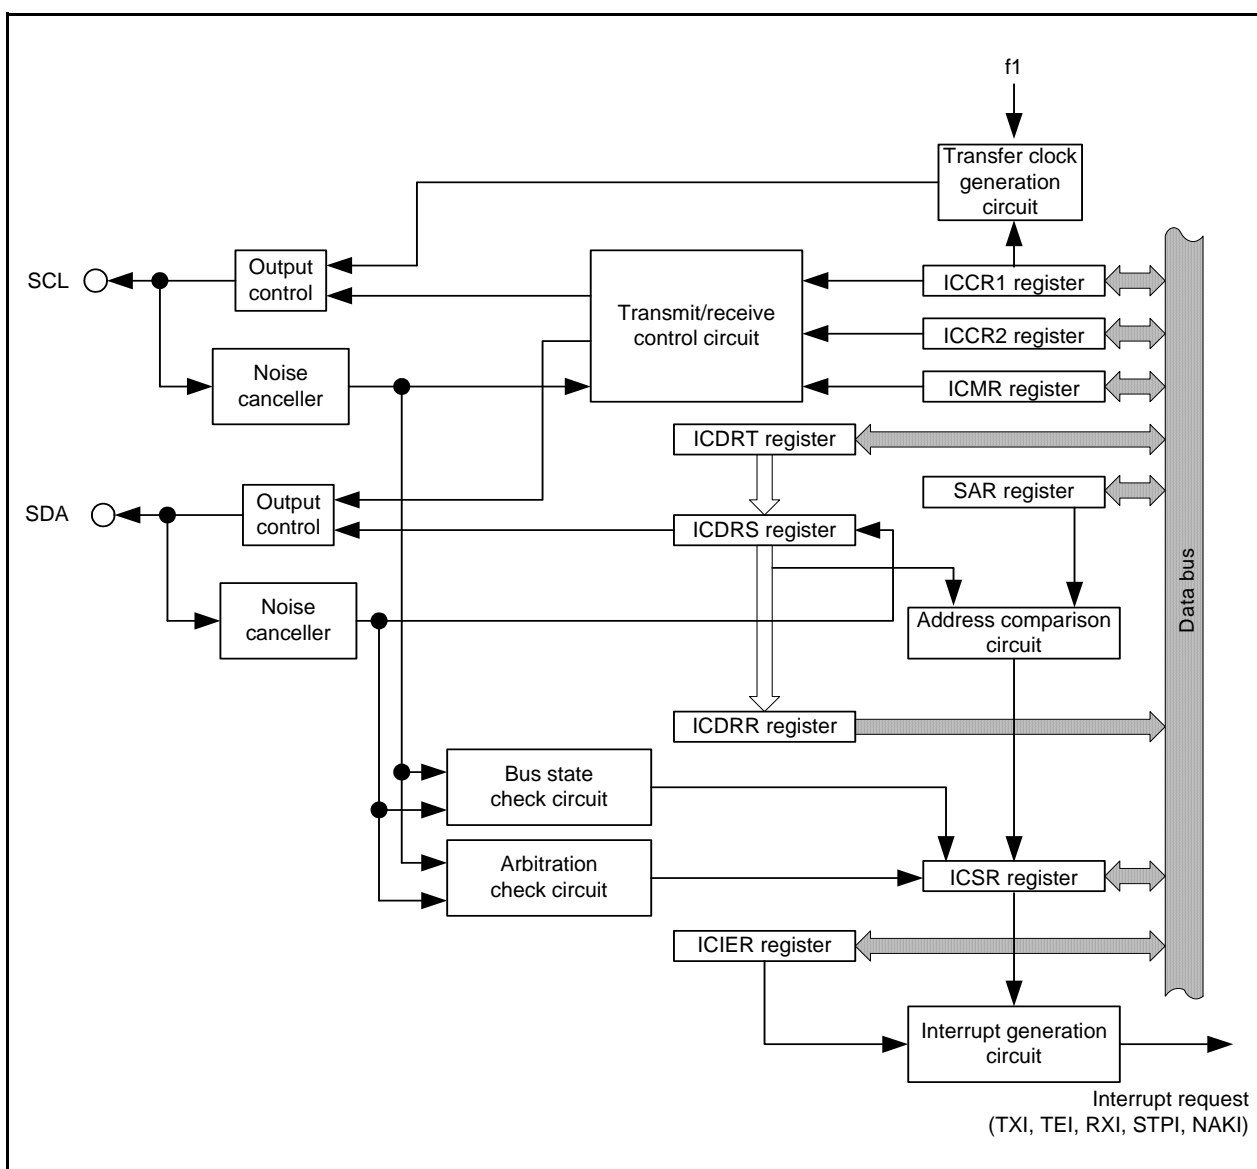 f1
Transfer clock
generation
circuit
SCL
Output
control
Transmit/receive
control circuit
ICCR1 register
ICCR2 register
ICMR register
Noise
canceller
ICDRT register
SAR register
SDA
Output
control
ICDRS register
Noise
canceller
Address comparison
circuit
Data bus
ICDRR register
Bus state
check circuit
Arbitration
check circuit
ICSR register
ICIER register
Interrupt generation
circuit
Interrupt request
(TXI, TEI, RXI, STPI, NAKI)